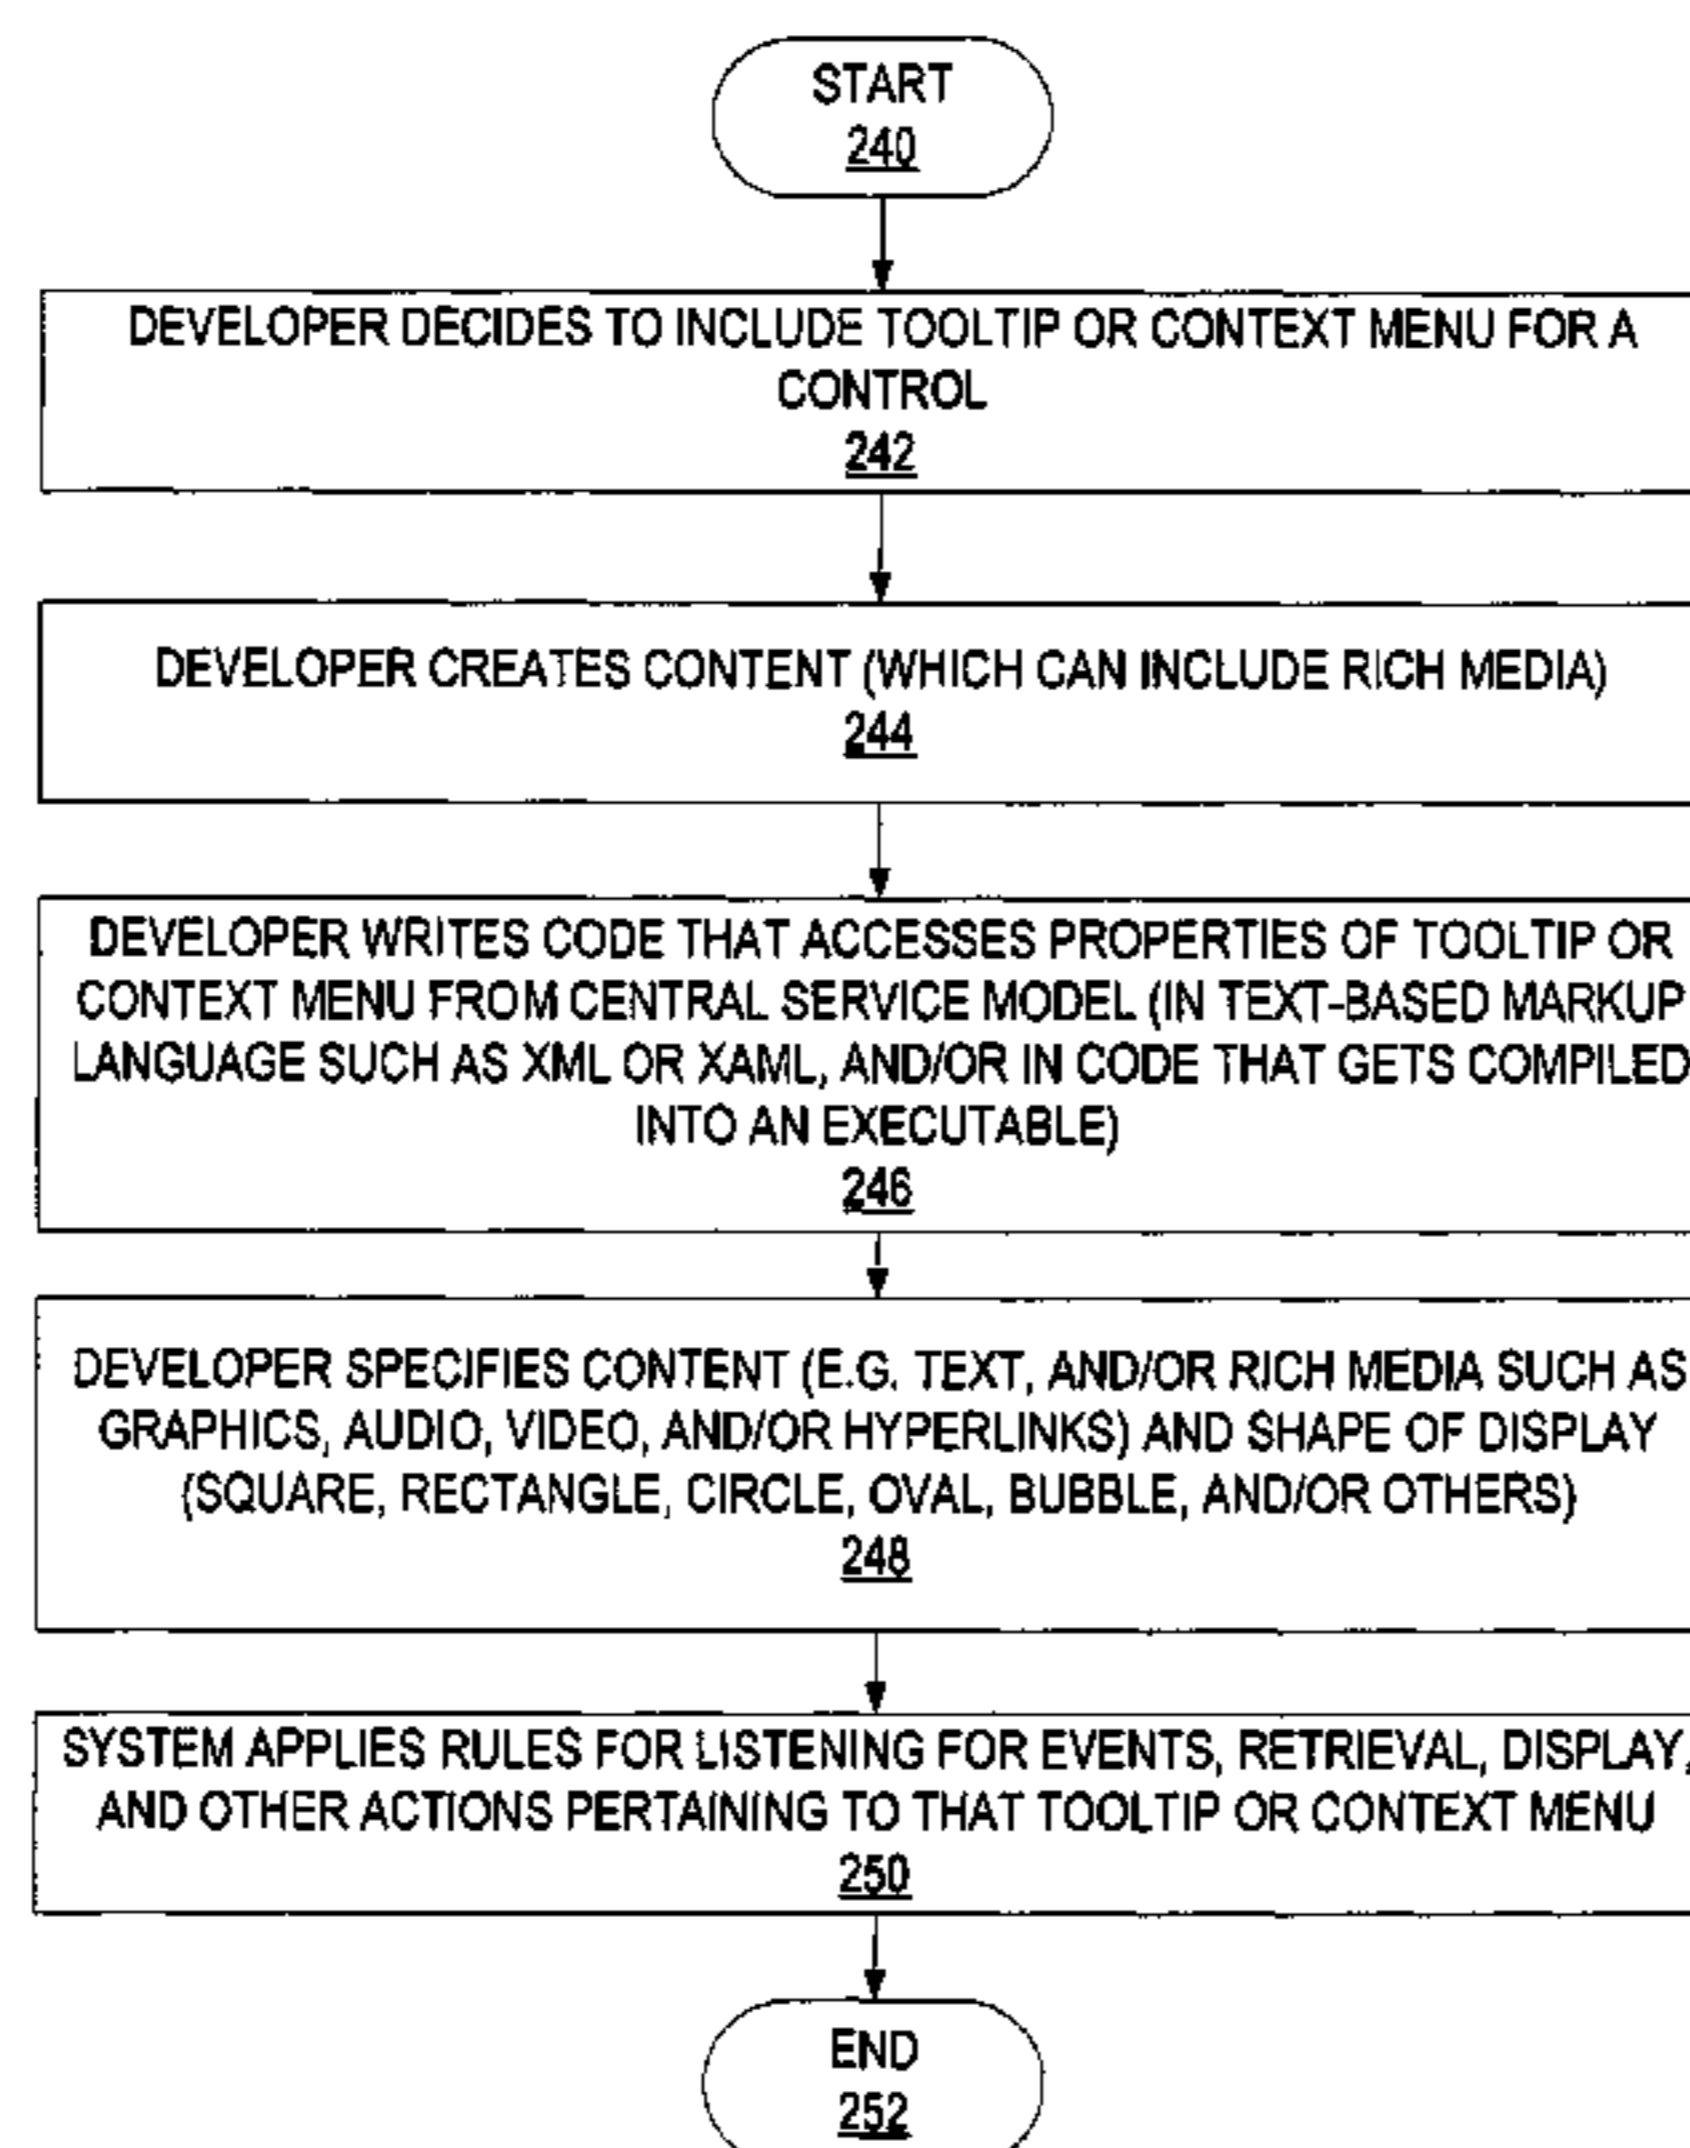 START
240
DEVELOPER DECIDES TO INCLUDE TOOLTIP OR CONTEXT MENU FOR A
CONTROL
242
DEVELOPER CREATES CONTENT (WHICH CAN INCLUDE RICH MEDIA)
244
DEVELOPER WRITES CODE THAT ACCESSES PROPERTIES OF TOOLTIP OR
CONTEXT MENU FROM CENTRAL SERVICE MODEL (IN TEXT-BASED MARKUP
LANGUAGE SUCH AS XML OR XAML, AND/OR IN CODE THAT GETS COMPILED
INTO AN EXECUTABLE)
246
DEVELOPER SPECIFIES CONTENT (E.G. TEXT, AND/OR RICH MEDIA SUCH AS
GRAPHICS, AUDIO, VIDEO, AND/OR HYPERLINKS) AND SHAPE OF DISPLAY
(SQUARE, RECTANGLE, CIRCLE, OVAL, BUBBLE, AND/OR OTHERS)
248
SYSTEM APPLIES RULES FOR LISTENING FOR EVENTS, RETRIEVAL, DISPLAY,
AND OTHER ACTIONS PERTAINING TO THAT TOOLTIP OR CONTEXT MENU
250
END
252